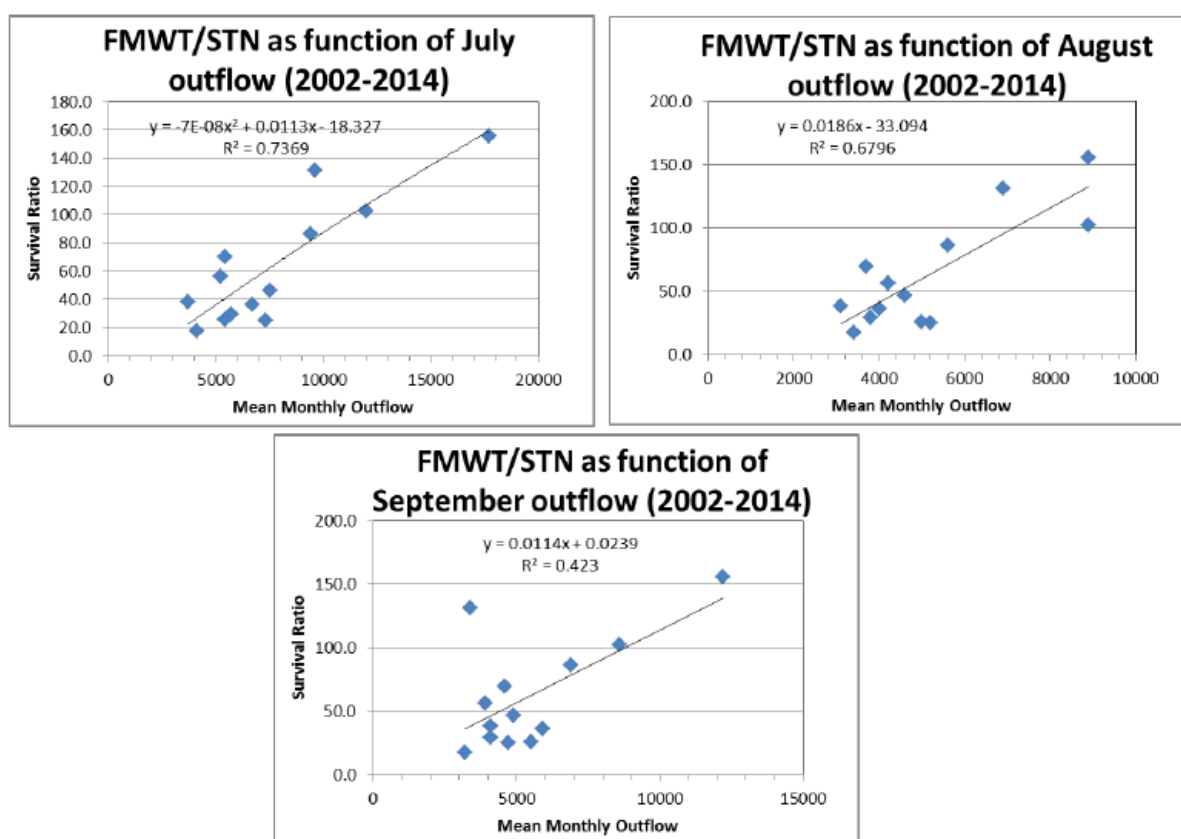 FMWT/STN as function of July
outflow (2002-2014)
180.0
160.0
140.0
120.0
100.0
80.0
60.0
40.0
20.0
0.0
y = -7E-08x² + 0.0113x - 18.327
R² = 0.7369
Survival Ratio
0 5000 10000 15000 20000
Mean Monthly Outflow
FMWT/STN as function of August
outflow (2002-2014)
200.0
150.0
100.0
50.0
0.0
y = 0.0186x - 33.094
R² = 0.6796
Survival Ratio
0 2000 4000 6000 8000 10000
Mean Monthly Outflow
FMWT/STN as function of
September outflow (2002-2014)
200.0
150.0
100.0
50.0
0.0
y = 0.0114x + 0.0239
R² = 0.423
Survival Ratio
0 5000 10000 15000
Mean Monthly Outflow